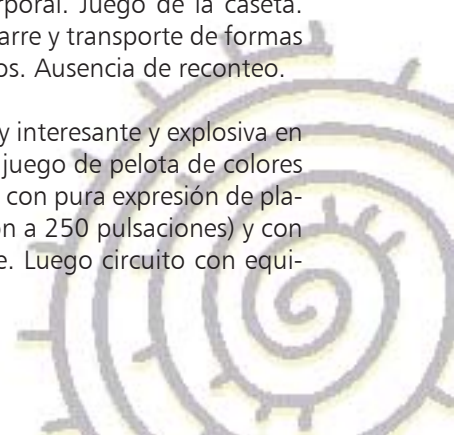 poral. Juego de la caseta.
arre y transporte de formas
os. Ausencia de reconteo.
y interesante y explosiva en
juego de pelota de colores
con pura expresión de pla-
n a 250 pulsaciones) y con
e. Luego circuito con equi-